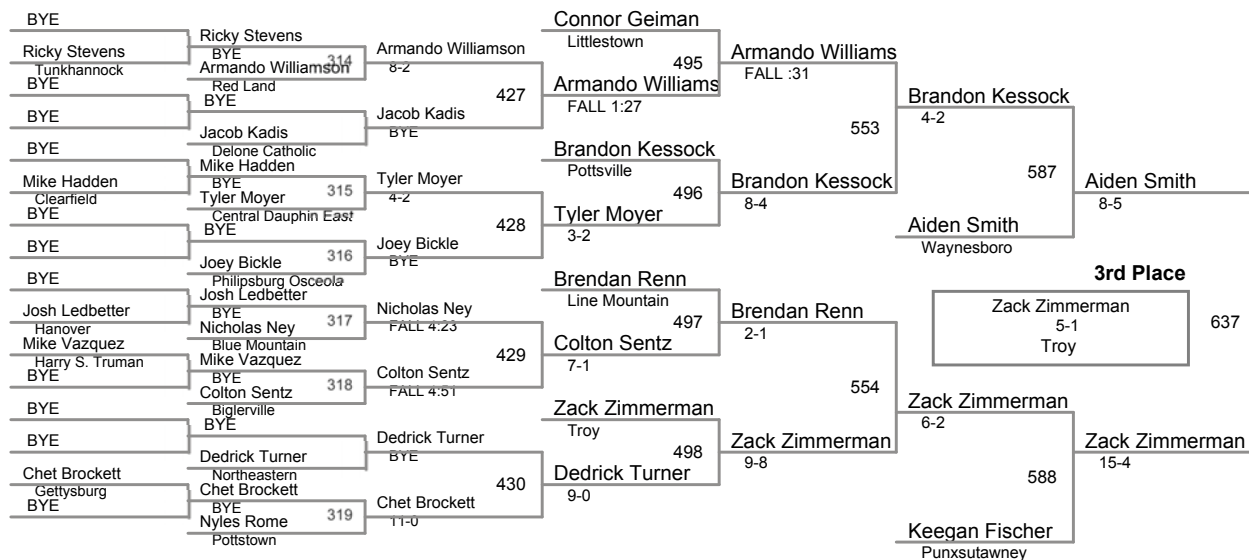 BYE
Ricky Stevens
Tunkhannock
BYE
BYE
BYE
Mike Hadden
Clearfield
BYE
BYE
BYE
Josh Ledbetter
Hanover
Mike Vazquez
Harry S. Truman
BYE
BYE
BYE
Chet Brockett
Gettysburg
BYE
Ricky Stevens
BYE
314
Armando Williamson
Red Land
BYE
Jacob Kadis
Delone Catholic
Mike Hadden
BYE
315
Tyler Moyer
Central Dauphin East
BYE
316
Joey Bickle
Philipsburg Osceola
Josh Ledbetter
BYE
317
Nicholas Ney
Blue Mountain
Mike Vazquez
BYE
318
Colton Sentz
Biglerville
BYE
Dedrick Turner
Northeastern
Chet Brockett
BYE
319
Nyles Rome
Pottstown
Armando Williamson
8-2
427
Jacob Kadis
BYE
Tyler Moyer
4-2
428
Joey Bickle
BYE
Nicholas Ney
FALL 4:23
429
Colton Sentz
FALL 4:51
Dedrick Turner
BYE
430
Chet Brockett
11-0
Connor Geiman
Littlestown
495
Armando Williams
FALL 1:27
Brandon Kessock
Pottsville
496
Tyler Moyer
3-2
Brendan Renn
Line Mountain
497
Colton Sentz
7-1
Zack Zimmerman
Troy
498
Dedrick Turner
9-0
Armando Williams
FALL :31
553
Brandon Kessock
8-4
Brendan Renn
2-1
554
Zack Zimmerman
9-8
Brandon Kessock
4-2
587
Aiden Smith
Waynesboro
Zack Zimmerman
6-2
588
Keegan Fischer
Punxsutawney
Aiden Smith
8-5
3rd Place
Zack Zimmerman
5-1
Troy
637
Zack Zimmerman
15-4